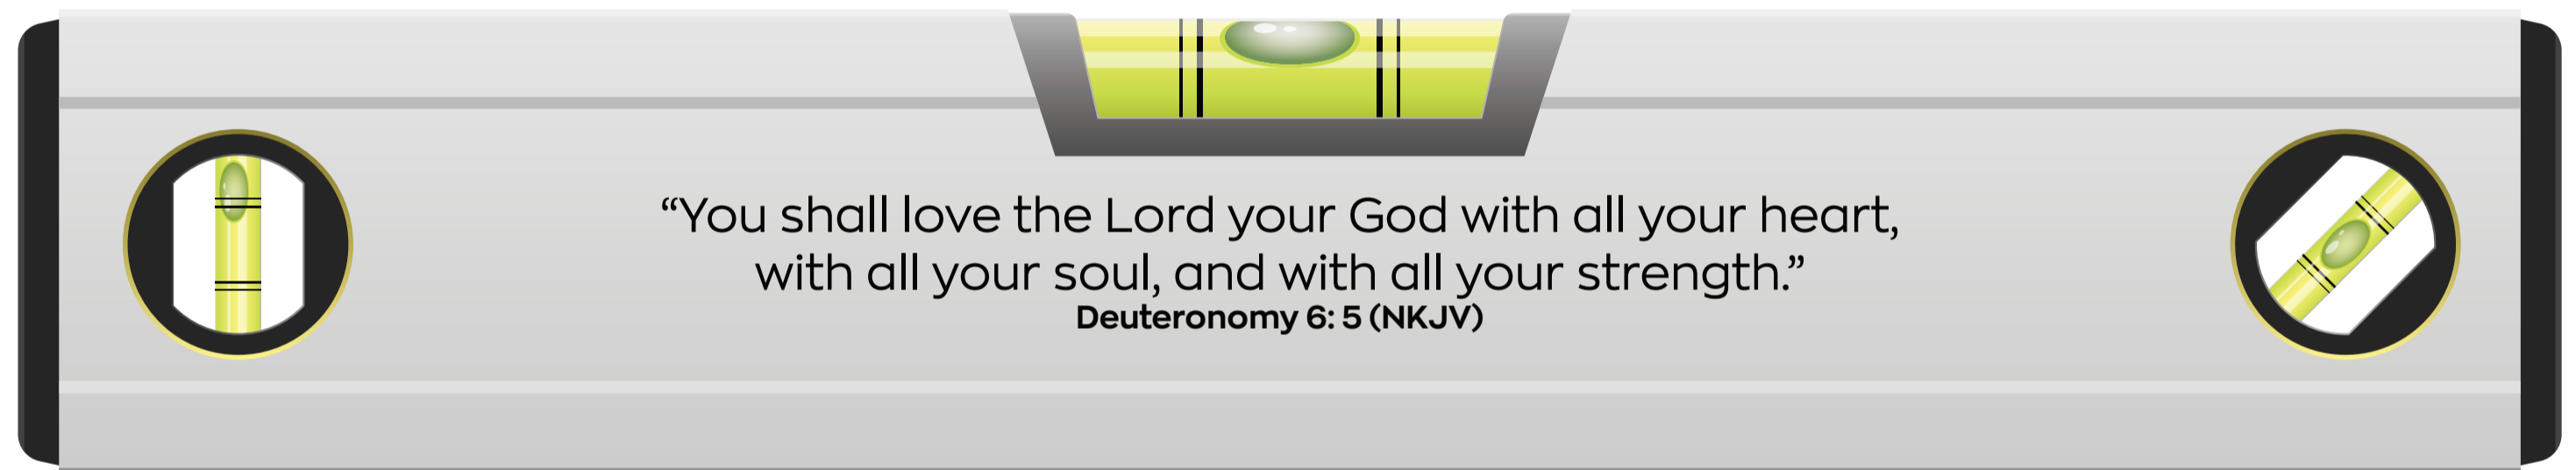 “You shall love the Lord your God with all your heart,
with all your soul, and with all your strength.”
Deuteronomy 6: 5 (NKJV)